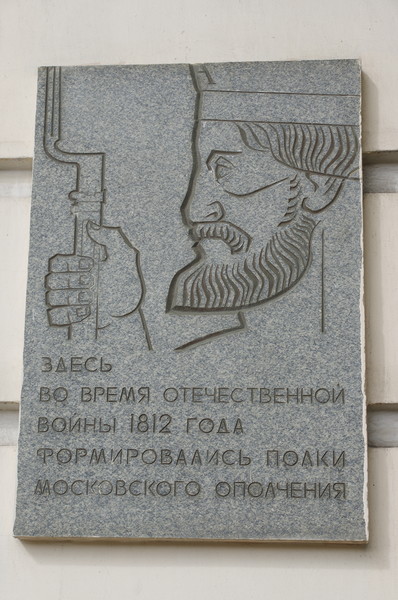 ЗДЕСЬ
ВО ВРЕМЯ ОТЕЧЕСТВЕННОЙ
ВОЙНЫ 1812 ГОДА
ФОРМИРОВАЛИСЬ ПОЛКИ
МОСКОВСКОГО ОПОЛЧЕНИЯ